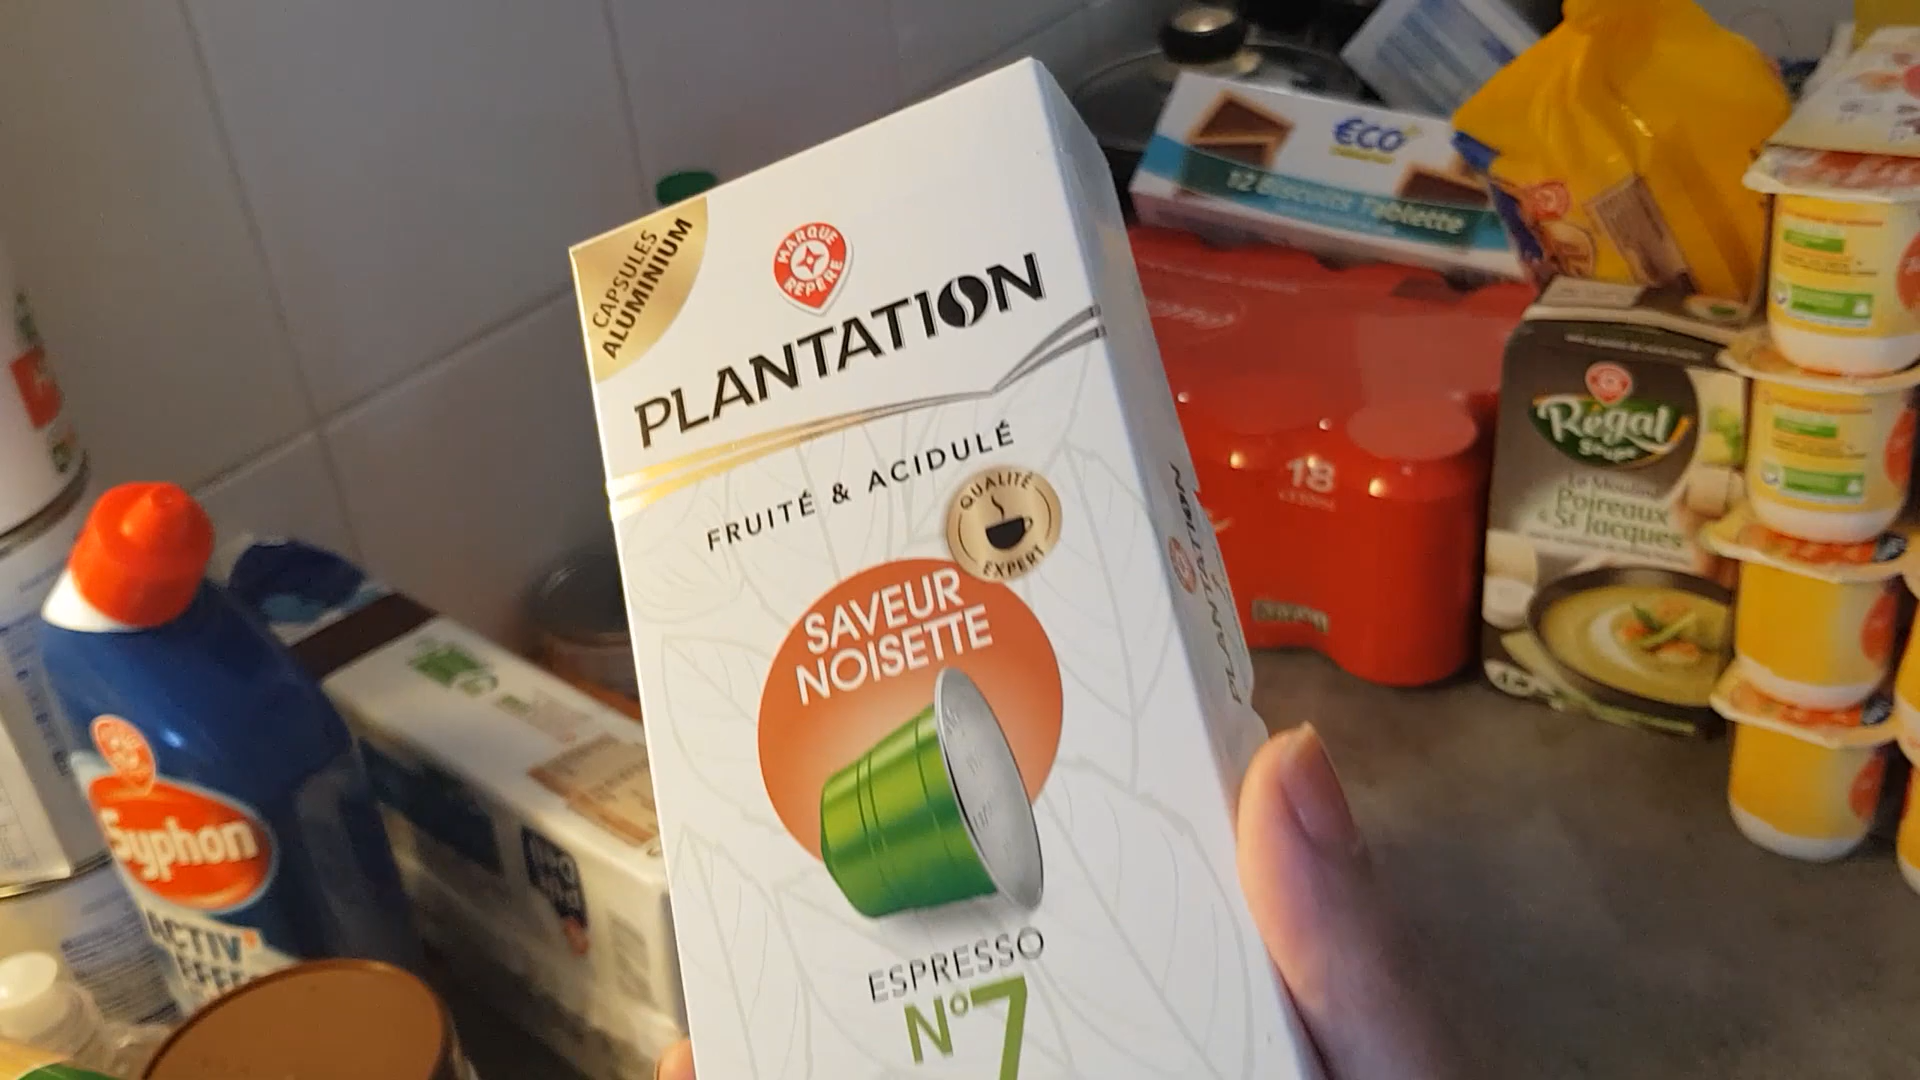 CAPSULES
ALUMINIUM
MARQUE
REPÈRE
PLANTATION
FRUITÉ & ACIDULÉ
QUALITÉ
EXPERT
SAVEUR
NOISETTE
ESPRESSO
N°7
PLANTATION
ECO+
12 Biscuits Tablette
18
Régal
Soupe
Poireaux
& St Jacques
Syphon
ACTIV'